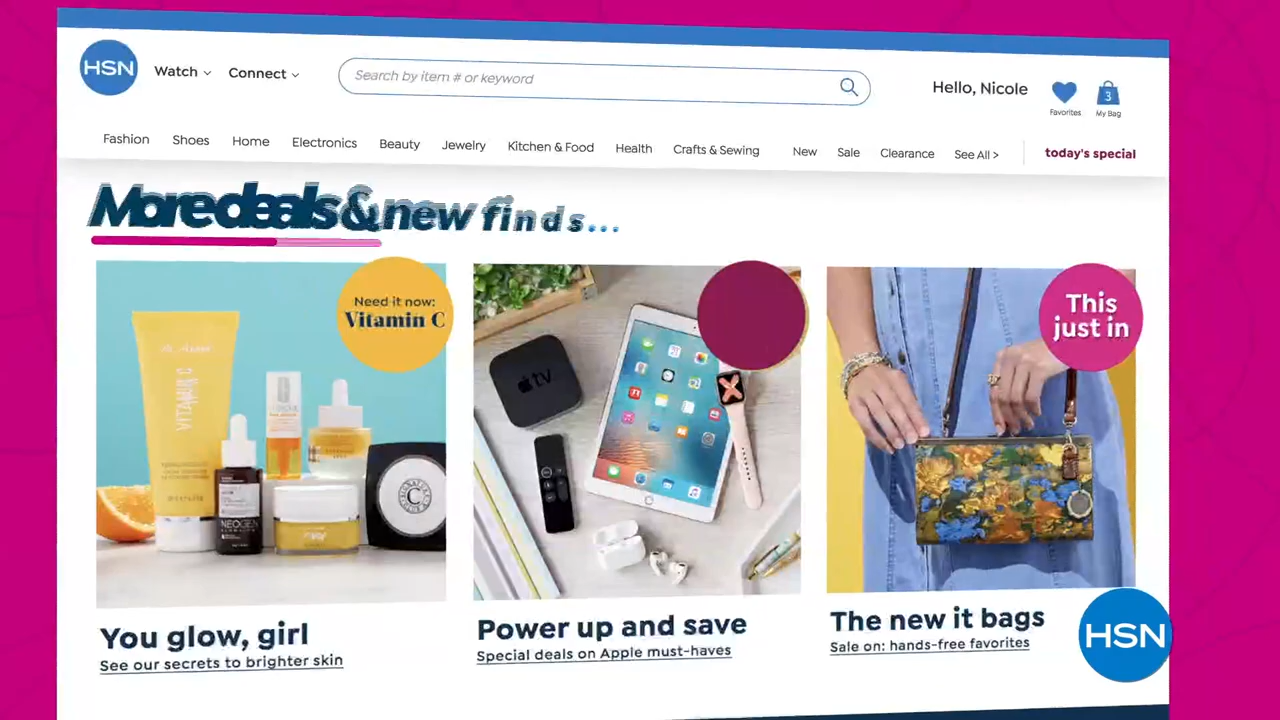 HSN
Watch
Connect
Search by item # or keyword
Hello, Nicole
Favorites
3
My Bag
Fashion
Shoes
Home
Electronics
Beauty
Jewelry
Kitchen & Food
Health
Crafts & Sewing
New
Sale
Clearance
See All >
today's special
More deals & new finds...
Need it now:
Vitamin C
VITAMIN C
NEOGEN
C
tv
This
just in
You glow, girl
See our secrets to brighter skin
Power up and save
Special deals on Apple must-haves
The new it bags
Sale on: hands-free favorites
HSN